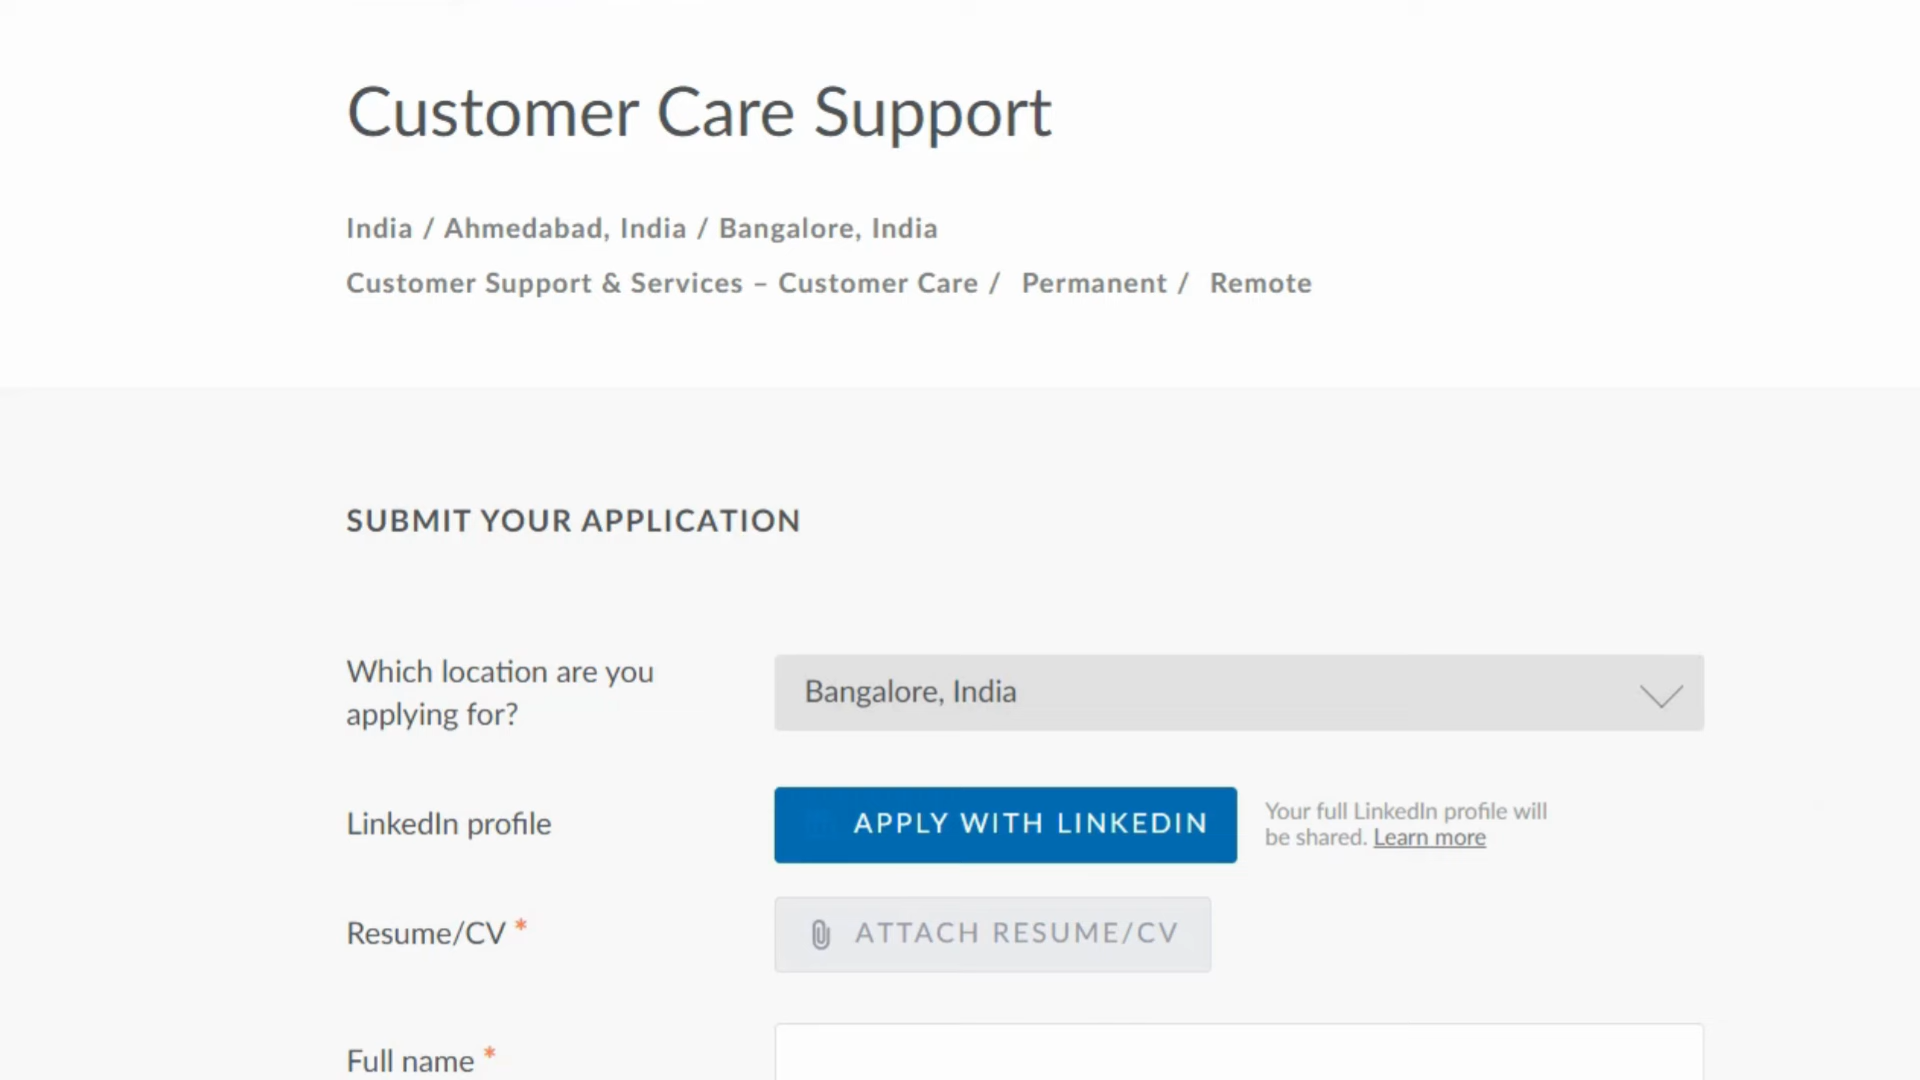 Customer Care Support
India / Ahmedabad, India / Bangalore, India
Customer Support & Services – Customer Care / Permanent / Remote
SUBMIT YOUR APPLICATION
Which location are you
applying for?
Bangalore, India
LinkedIn profile
APPLY WITH LINKEDIN
Your full LinkedIn profile will
be shared. Learn more
Resume/CV *
ATTACH RESUME/CV
Full name *